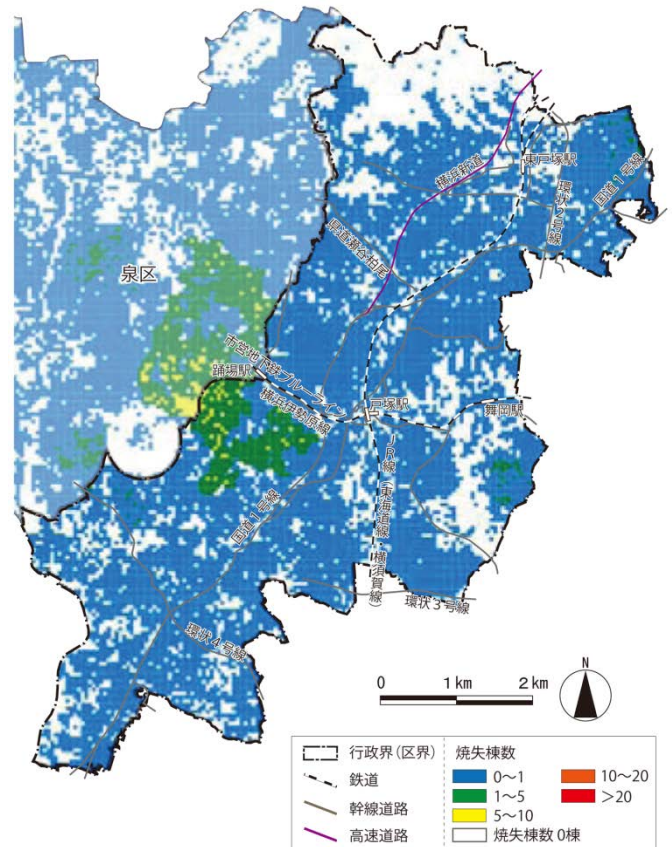 横浜新道
東戸塚駅
環状2号線
国道1号線
県道瀬谷柏尾
泉区
市営地下鉄ブルーライン
踊場駅
横浜伊勢原線
戸塚駅
舞岡駅
JR線（東海道線・横須賀線）
国道1号線
環状3号線
環状4号線
0 1km 2km
N
行政界（区界）
鉄道
幹線道路
高速道路
焼失棟数
0～1
1～5
5～10
10～20
＞20
焼失棟数 0棟